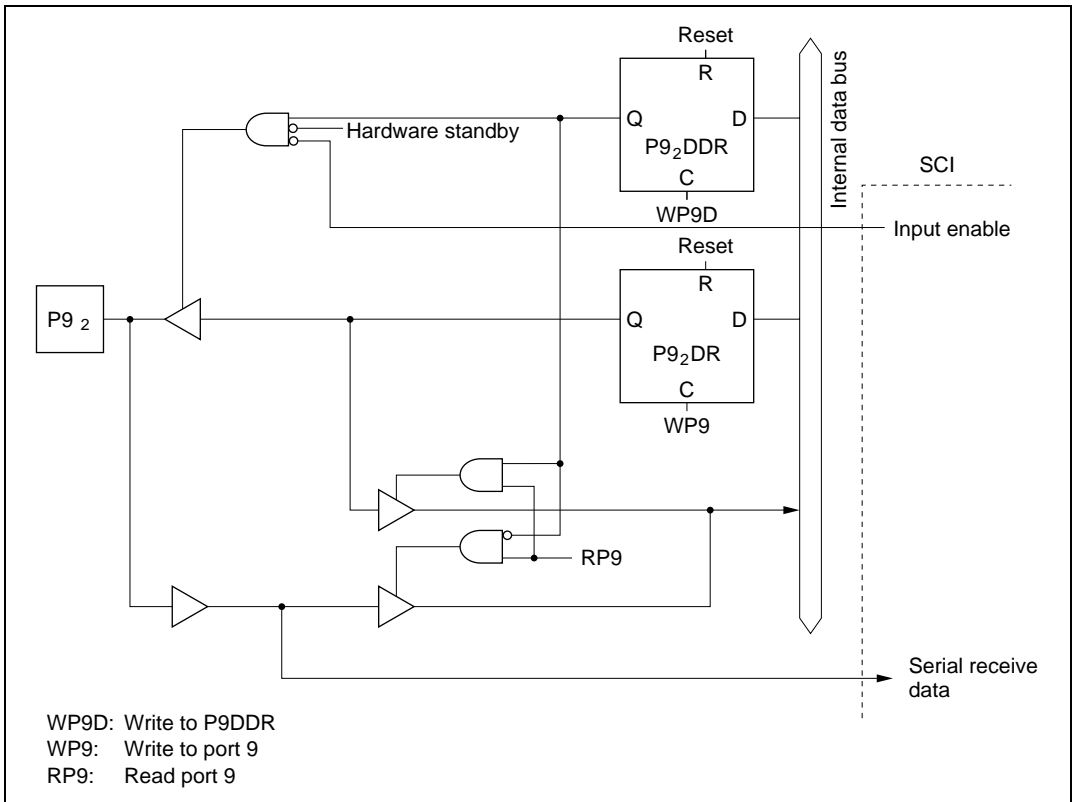 Reset
R
Q
D
P92DDR
C
WP9D
Hardware standby
Internal data bus
SCI
Input enable
Reset
R
Q
D
P92DR
C
WP9
P9 2
RP9
Serial receive
data
WP9D: Write to P9DDR
WP9: Write to port 9
RP9: Read port 9